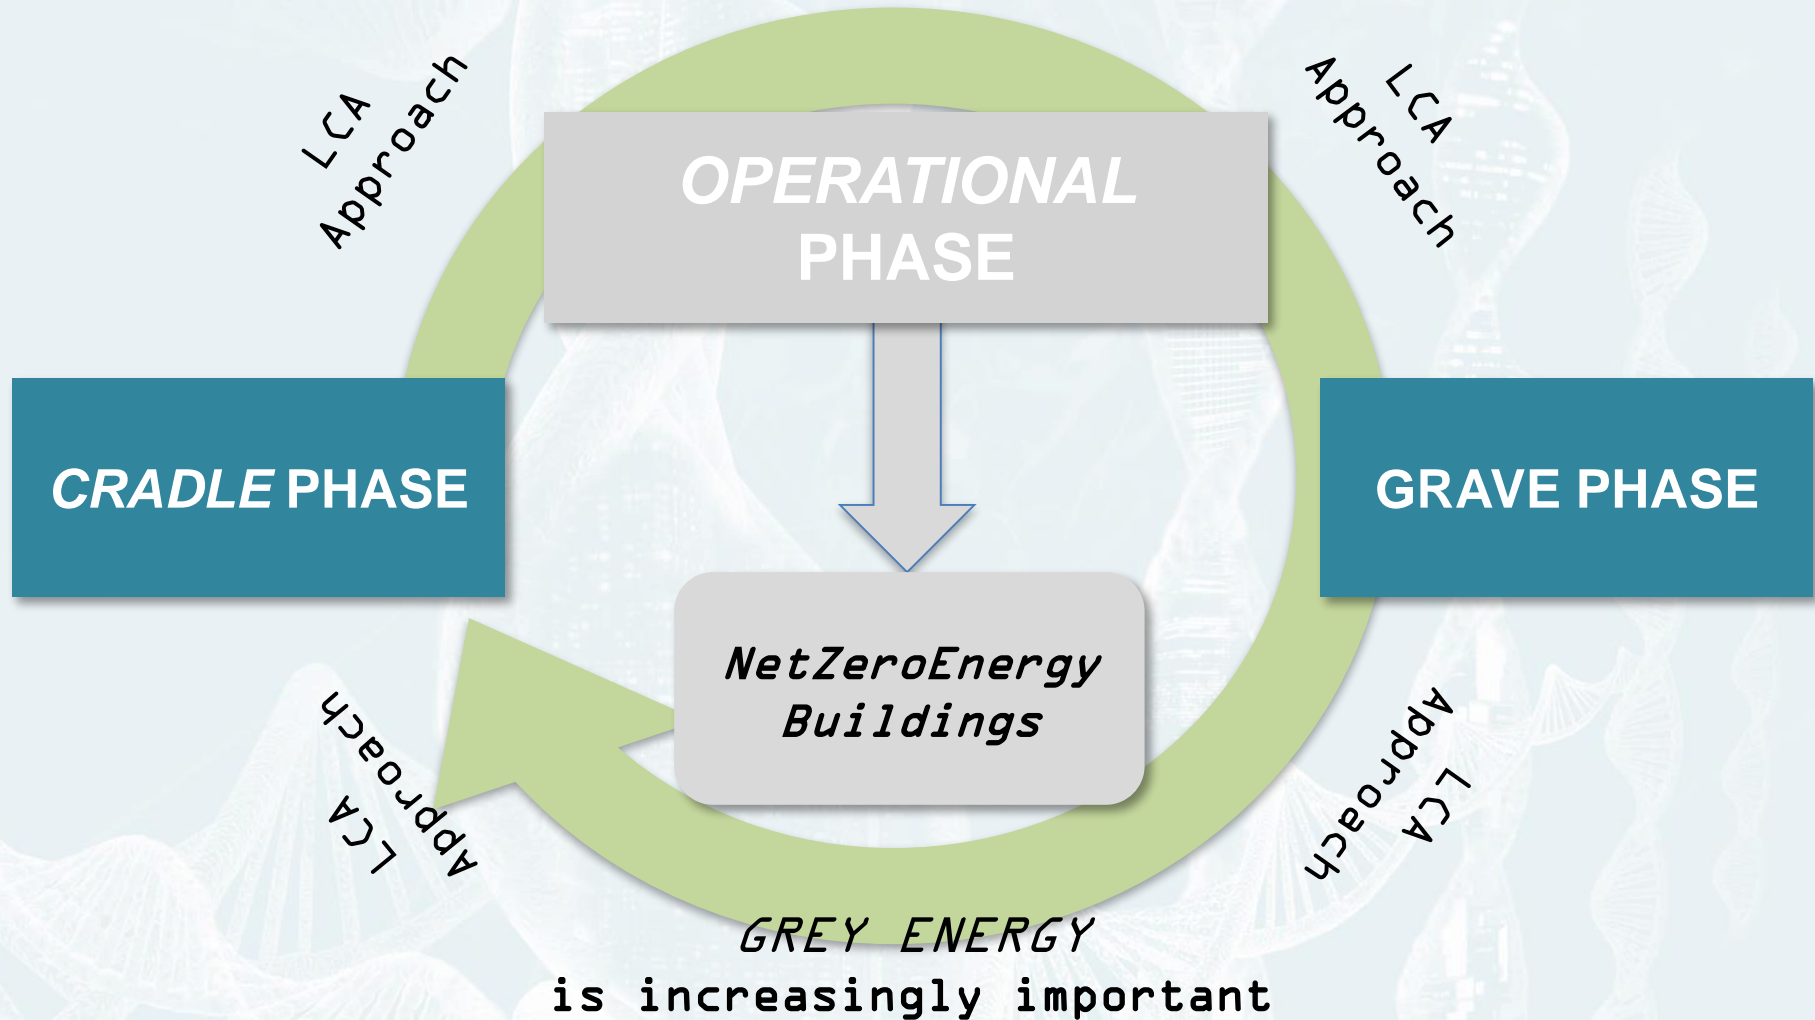 LCA
Approach
LCA
Approach
OPERATIONAL
PHASE
CRADLE PHASE
GRAVE PHASE
NetZeroEnergy
Buildings
LCA
Approach
LCA
Approach
GREY ENERGY
is increasingly important